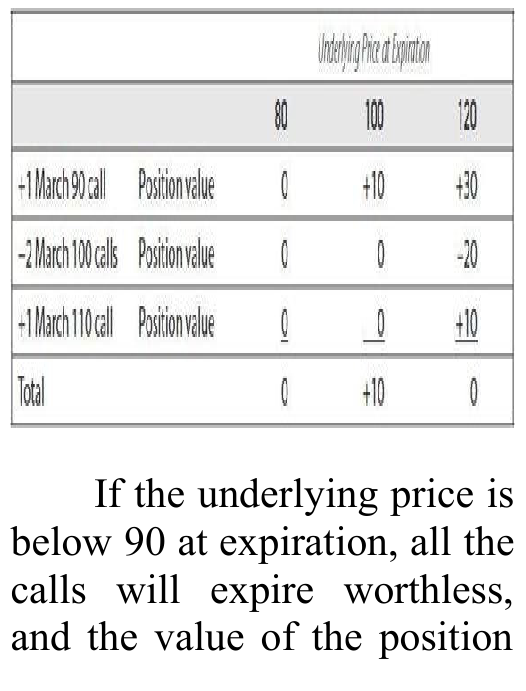 Underlying Price at Expiration
80 100 120
+1 March 90 call Position value 0 +10 +30
–2 March 100 calls Position value 0 0 –20
+1 March 110 call Position value 0 0 +10
Total 0 +10 0
If the underlying price is
below 90 at expiration, all the
calls will expire worthless,
and the value of the position